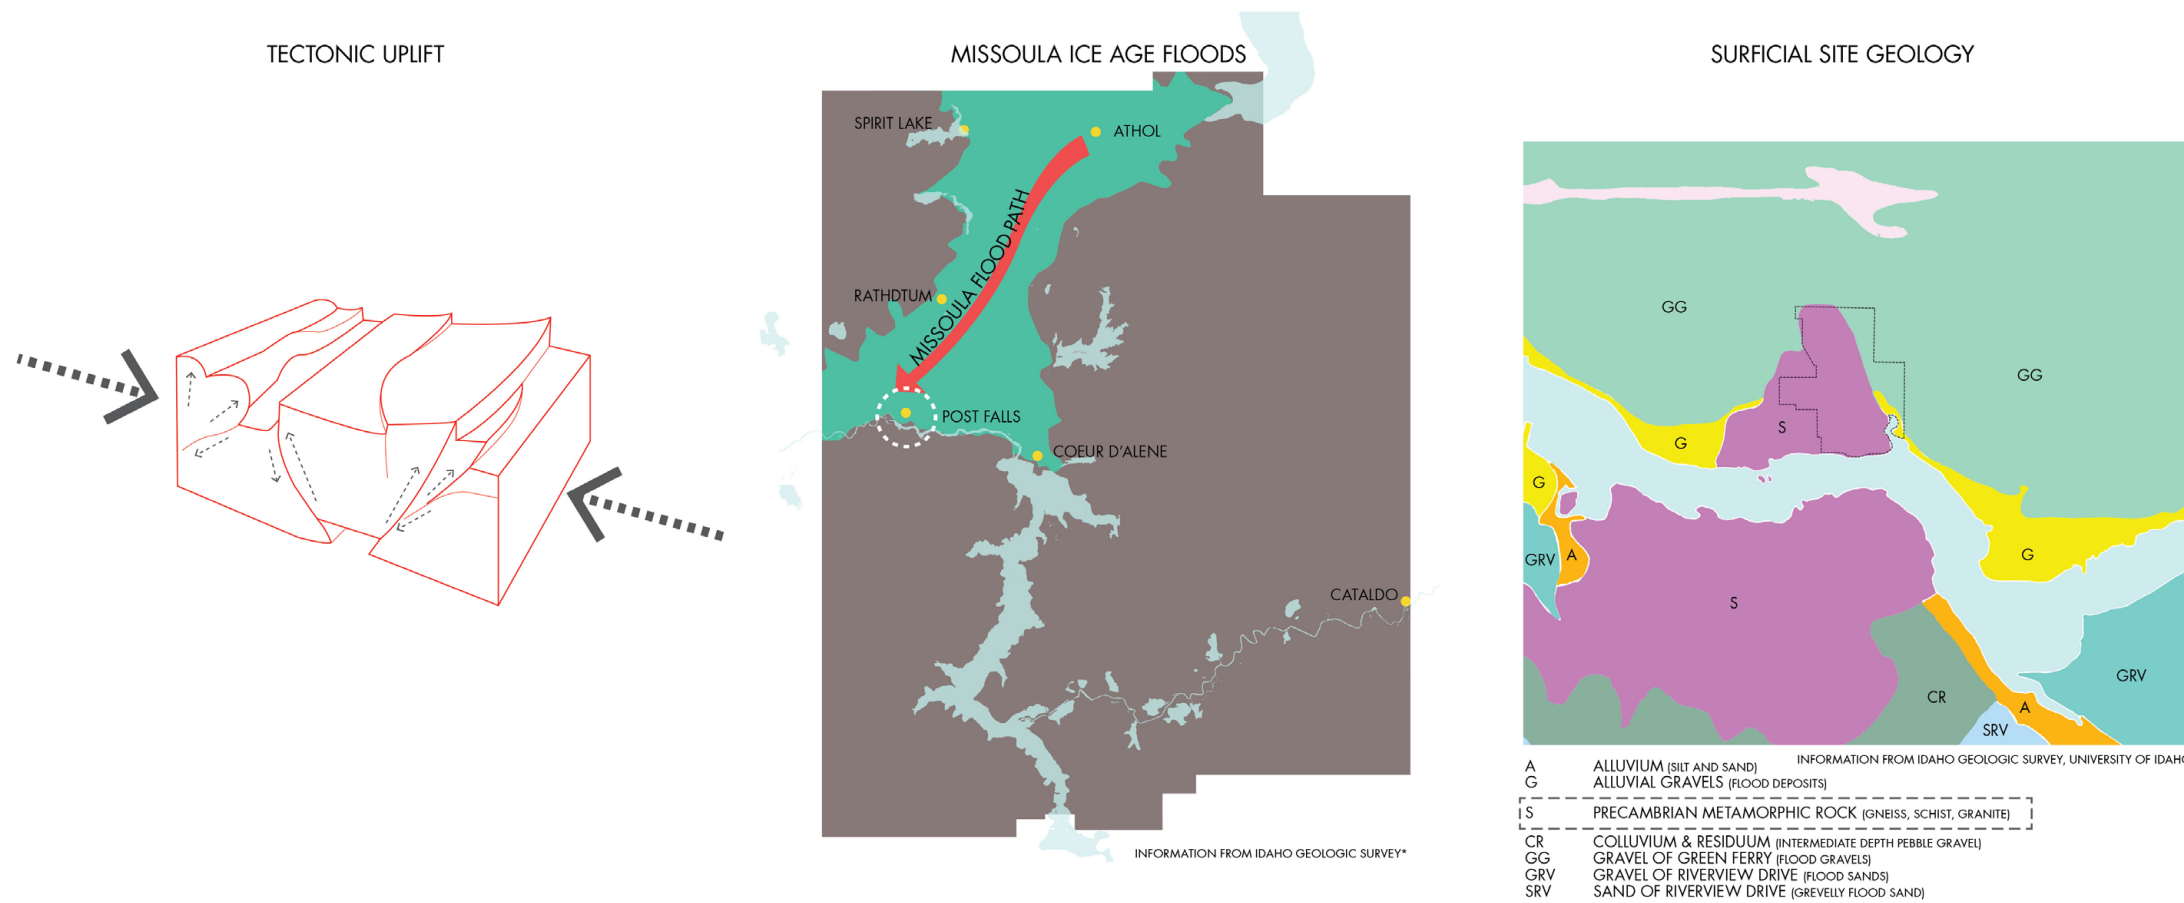 TECTONIC UPLIFT
MISSOULA ICE AGE FLOODS
SPIRIT LAKE
ATHOL
MISSOULA FLOOD PATH
RATHDTUM
POST FALLS
COEUR D'ALENE
CATALDO
INFORMATION FROM IDAHO GEOLOGIC SURVEY*
SURFICIAL SITE GEOLOGY
GG
GG
S
G
G
GRV
A
G
S
GRV
CR
A
SRV
INFORMATION FROM IDAHO GEOLOGIC SURVEY, UNIVERSITY OF
A ALLUVIUM (SILT AND SAND)
G ALLUVIAL GRAVELS (FLOOD DEPOSITS)
S PRECAMBRIAN METAMORPHIC ROCK (GNEISS, SCHIST, GRANITE)
CR COLLUVIUM & RESIDUUM (INTERMEDIATE DEPTH PEBBLE GRAVEL)
GG GRAVEL OF GREEN FERRY (FLOOD GRAVELS)
GRV GRAVEL OF RIVERVIEW DRIVE (FLOOD SANDS)
SRV SAND OF RIVERVIEW DRIVE (GREVELLY FLOOD SAND)